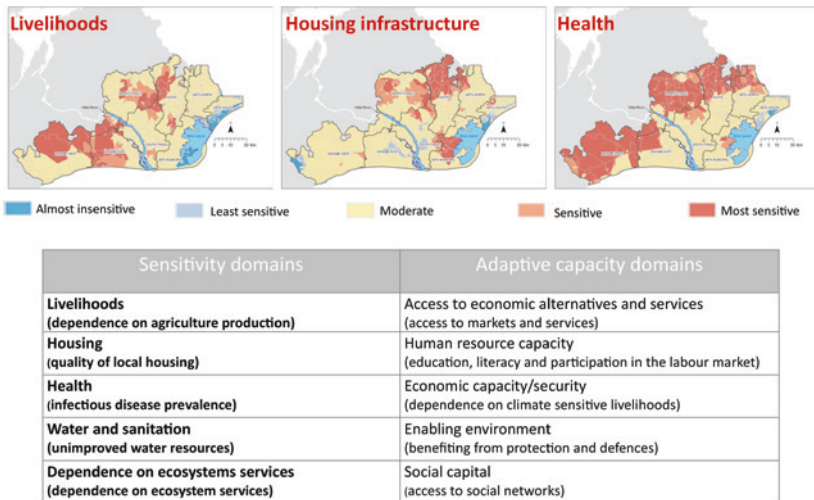 Livelihoods
Housing infrastructure
Health
Almost insensitive
Least sensitive
Moderate
Sensitive
Most sensitive
Sensitivity domains
Adaptive capacity domains
Livelihoods
(dependence on agriculture production)
Access to economic alternatives and services
(access to markets and services)
Housing
(quality of local housing)
Human resource capacity
(education, literacy and participation in the labour market)
Health
(infectious disease prevalence)
Economic capacity/security
(dependence on climate sensitive livelihoods)
Water and sanitation
(unimproved water resources)
Enabling environment
(benefiting from protection and defences)
Dependence on ecosystems services
(dependence on ecosystem services)
Social capital
(access to social networks)